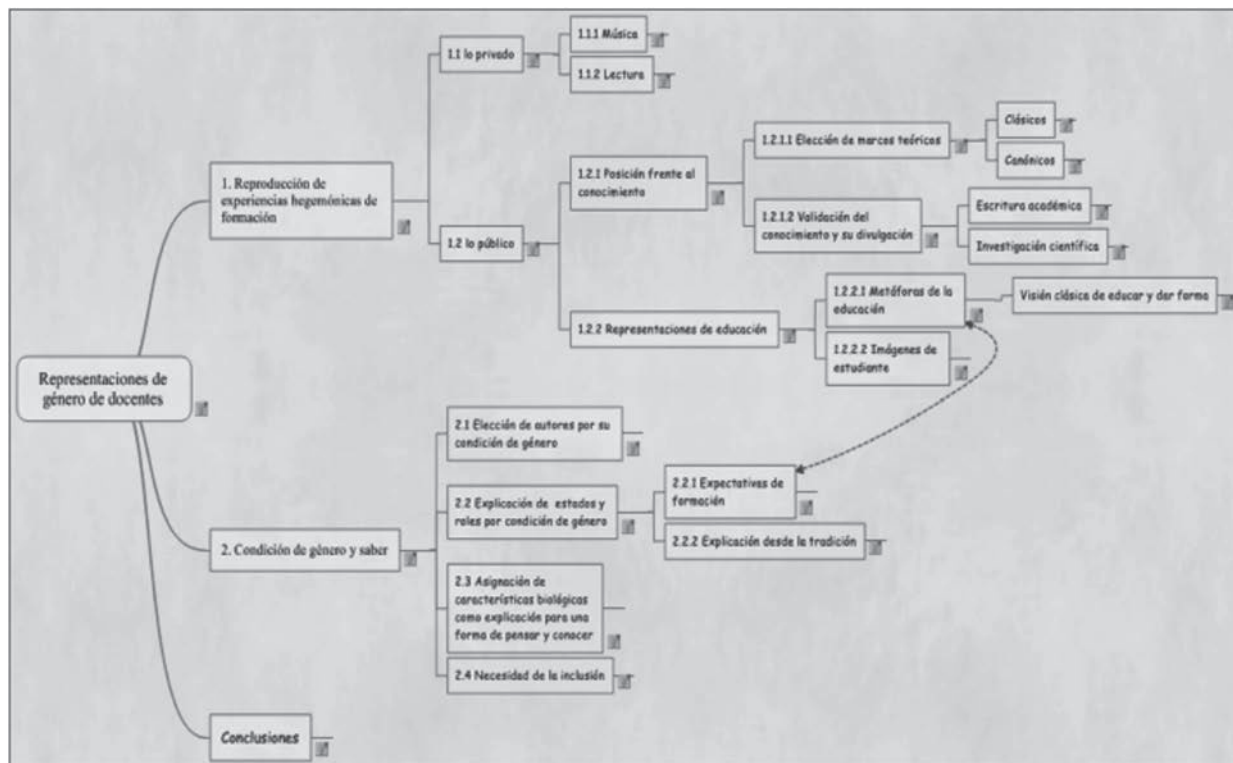 Representaciones de
género de docentes
1. Reproducción de
experiencias hegemónicas de
formación
1.1 lo privado
1.1.1 Música
1.1.2 Lectura
1.2 lo público
1.2.1 Posición frente al
conocimiento
1.2.1.1 Elección de marcos teóricos
Clásicos
Canónicos
1.2.1.2 Validación del
conocimiento y su divulgación
Escritura académica
Investigación científica
1.2.2 Representaciones de educación
1.2.2.1 Metáforas de la
educación
Visión clásica de educar y dar forma
1.2.2.2 Imágenes de
estudiante
2. Condición de género y saber
2.1 Elección de autores por su
condición de género
2.2 Explicación de estados y
roles por condición de género
2.2.1 Expectativas de
formación
2.2.2 Explicación desde la tradición
2.3 Asignación de
características biológicas
como explicación para una
forma de pensar y conocer
2.4 Necesidad de la inclusión
Conclusiones